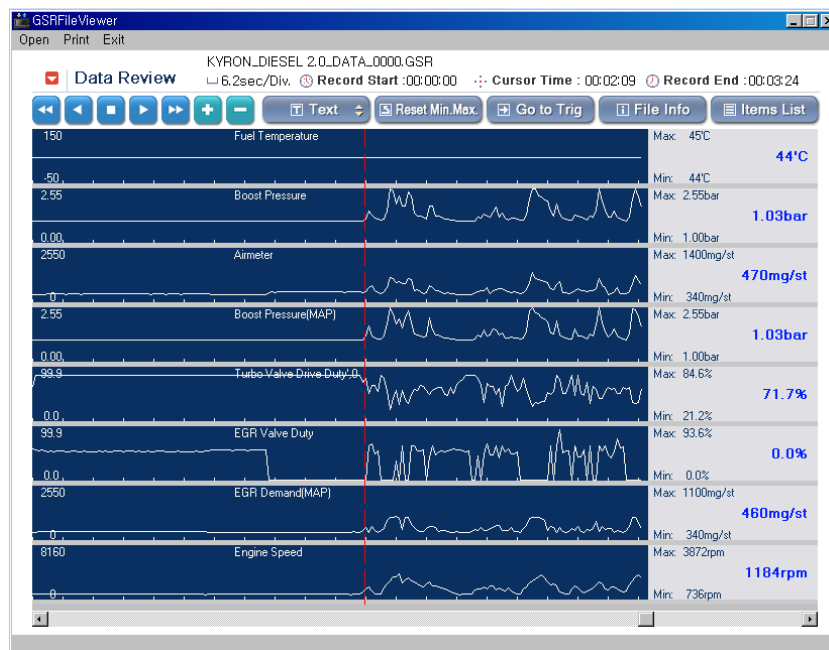 GSRFileViewer
Open Print Exit
KYRON_DIESEL 2.0_DATA_0000.GSR
Data Review 6.2sec/Div. Record Start :00:00:00 Cursor Time : 00:02:09 Record End :00:03:24
Text Reset Min.Max. Go to Trig File Info Items List
150 Fuel Temperature Max: 45'C
44'C
-50 Min: 44'C
2.55 Boost Pressure Max: 2.55bar
1.03bar
0.00 Min: 1.00bar
2550 Airmeter Max: 1400mg/st
470mg/st
0 Min: 340mg/st
2.55 Boost Pressure(MAP) Max: 2.55bar
1.03bar
0.00 Min: 1.00bar
99.9 Turbo Valve Drive Duty',0 Max: 84.6%
71.7%
0.0 Min: 21.2%
99.9 EGR Valve Duty Max: 93.6%
0.0%
0.0 Min: 0.0%
2550 EGR Demand(MAP) Max: 1100mg/st
460mg/st
0 Min: 340mg/st
8160 Engine Speed Max: 3872rpm
1184rpm
0 Min: 736rpm